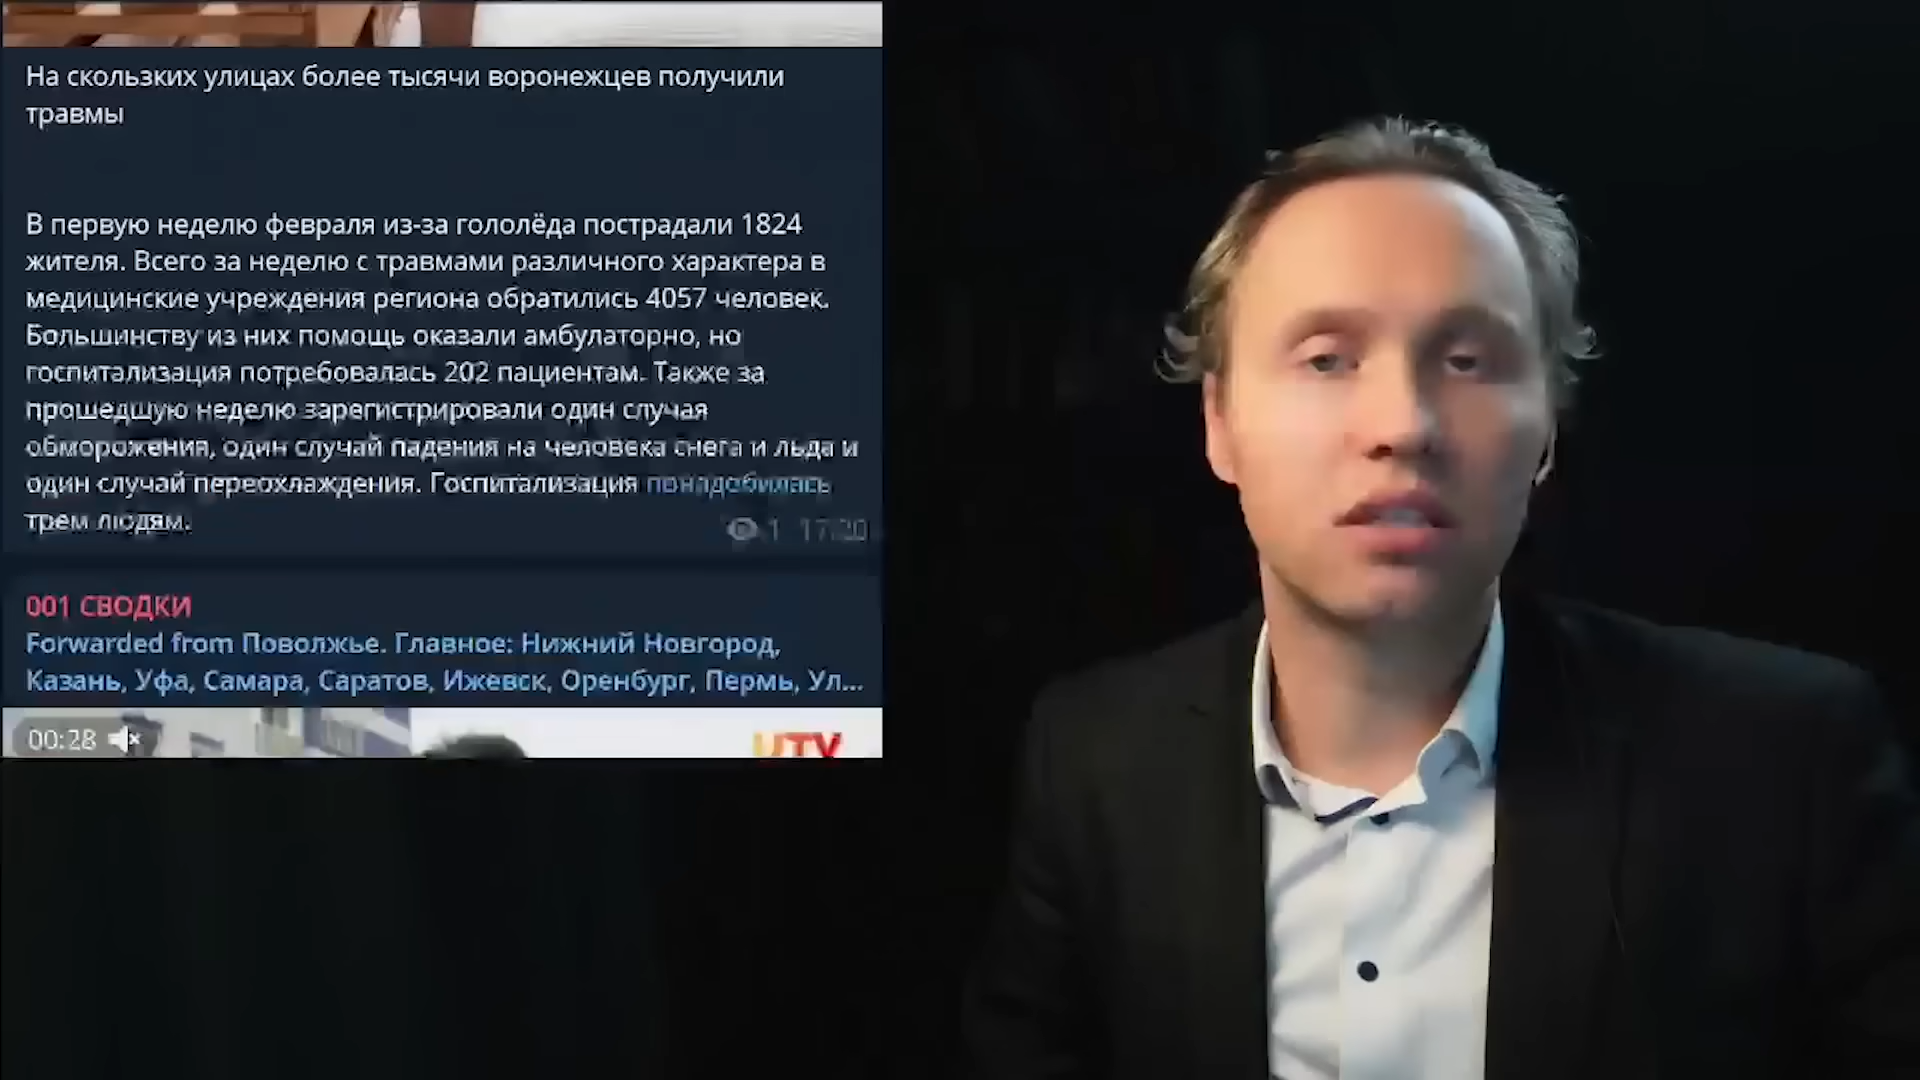 На скользких улицах более тысячи воронежцев получили
травмы
В первую неделю февраля из-за гололёда пострадали 1824
жителя. Всего за неделю с травмами различного характера в
медицинские учреждения региона обратились 4057 человек.
Большинству из них помощь оказали амбулаторно, но
госпитализация потребовалась 202 пациентам. Также за
прошедшую неделю зарегистрировали один случая
обморожения, один случай падения на человека снега и льда и
один случай переохлаждения. Госпитализация понадобилась
трем людям.
1 17:20
001 СВОДКИ
Forwarded from Поволжье. Главное: Нижний Новгород,
Казань, Уфа, Самара, Саратов, Ижевск, Оренбург, Пермь, Ул...
00:28